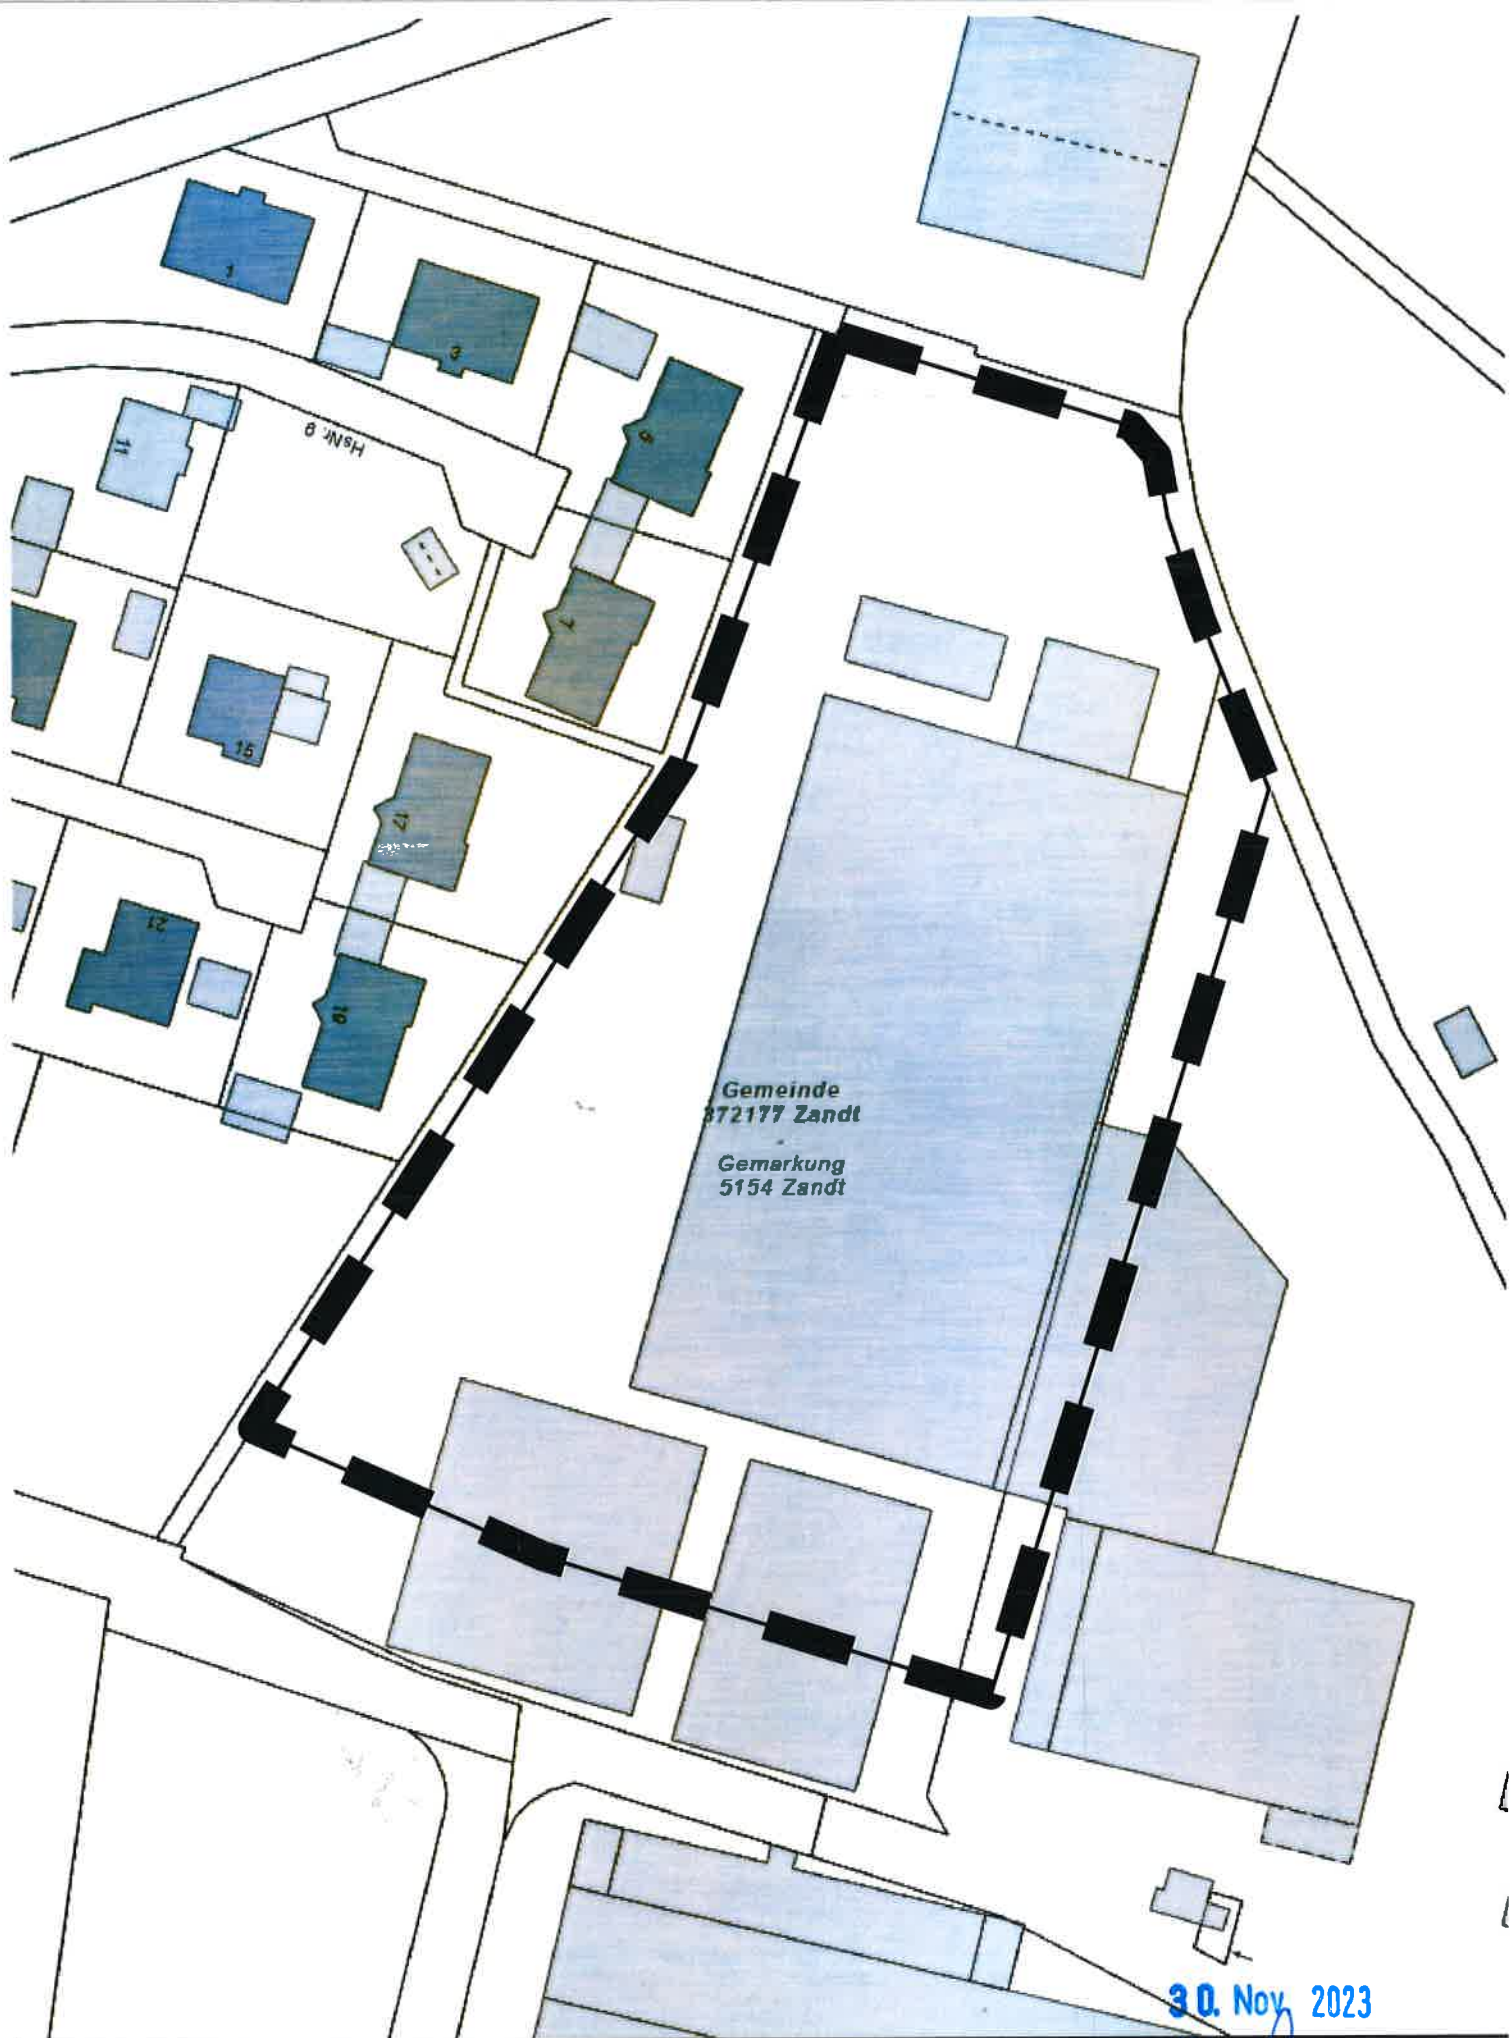 1
3
5
HsNr. 9
11
7
15
17
21
19
Gemeinde
372177 Zandt
Gemarkung
5154 Zandt
30. Nov. 2023